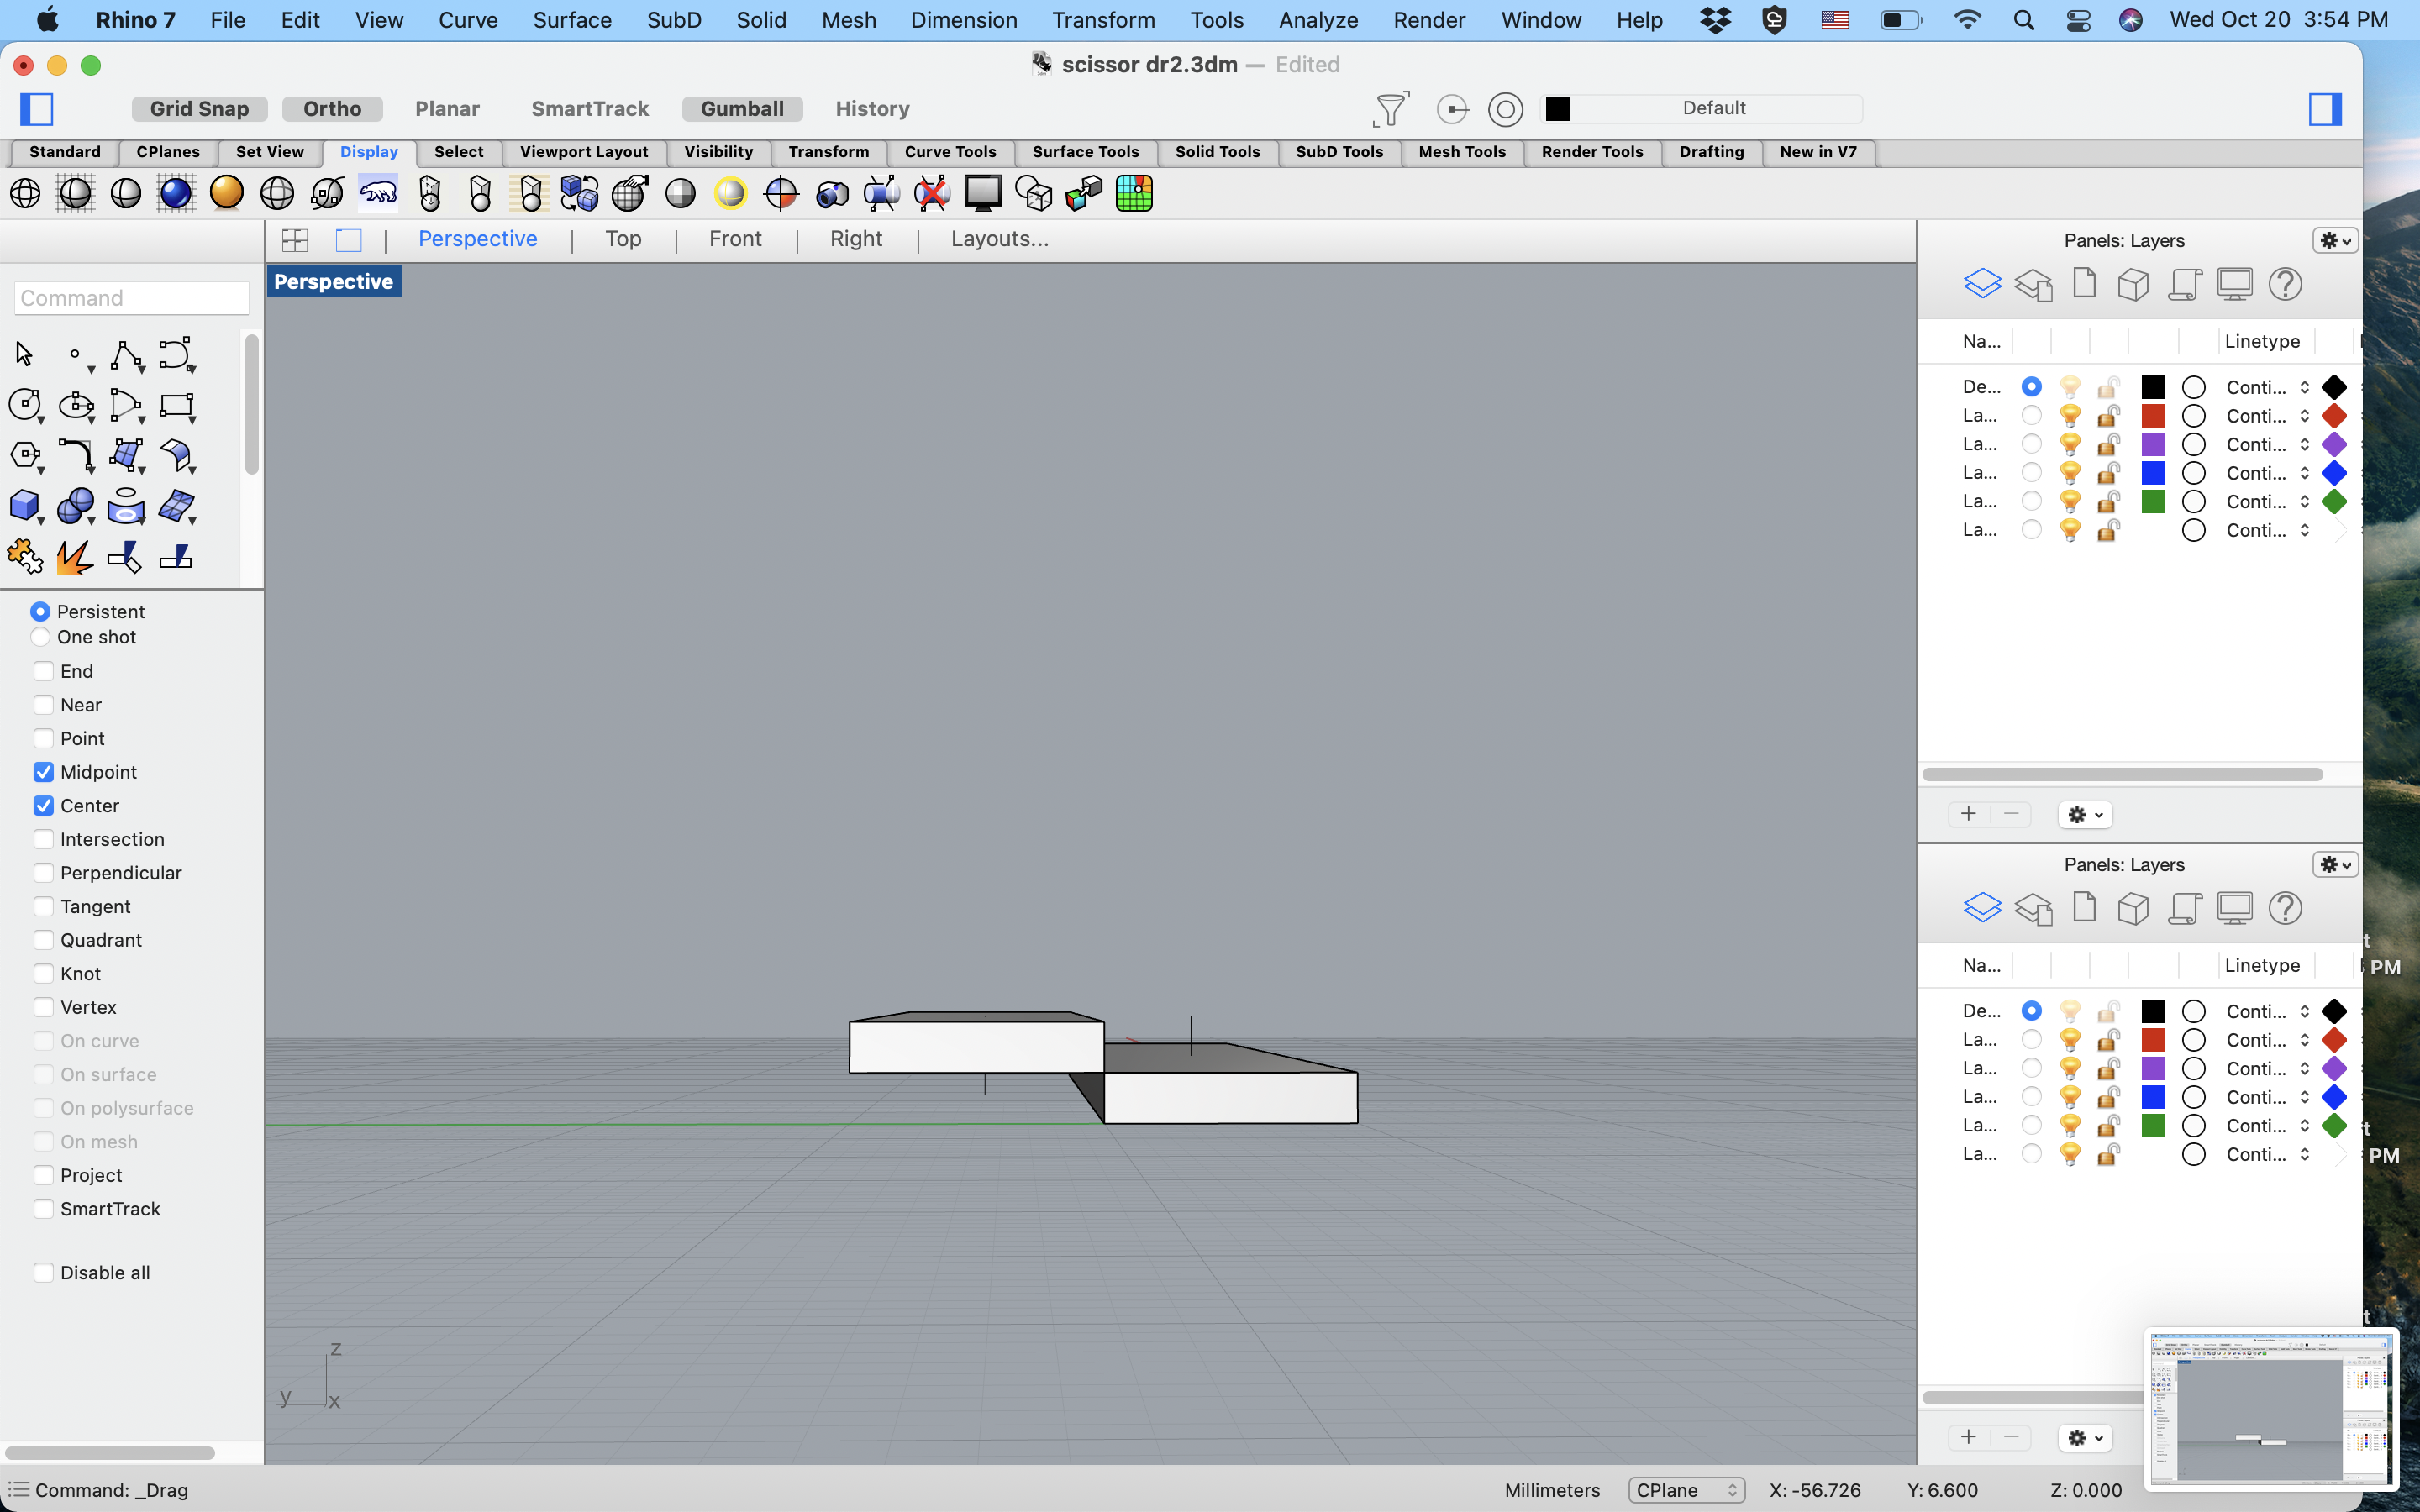 Rhino 7 File Edit View Curve Surface SubD Solid Mesh Dimension Transform Tools Analyze Render Window Help Wed Oct 20 3:54 PM
scissor dr2.3dm — Edited
Grid Snap Ortho Planar SmartTrack Gumball History Default
Standard CPlanes Set View Display Select Viewport Layout Visibility Transform Curve Tools Surface Tools Solid Tools SubD Tools Mesh Tools Render Tools Drafting New in V7
Perspective | Top | Front | Right | Layouts...
Perspective
Command
Persistent
One shot
End
Near
Point
Midpoint
Center
Intersection
Perpendicular
Tangent
Quadrant
Knot
Vertex
On curve
On surface
On polysurface
On mesh
Project
SmartTrack
Disable all
z
y x
Panels: Layers
Na... Linetype
De... Conti...
La... Conti...
La... Conti...
La... Conti...
La... Conti...
La... Conti...
Panels: Layers
Na... Linetype
De... Conti...
La... Conti...
La... Conti...
La... Conti...
La... Conti...
La... Conti...
t
PM
t
PM
t
Command: _Drag
Millimeters CPlane X: -56.726 Y: 6.600 Z: 0.000